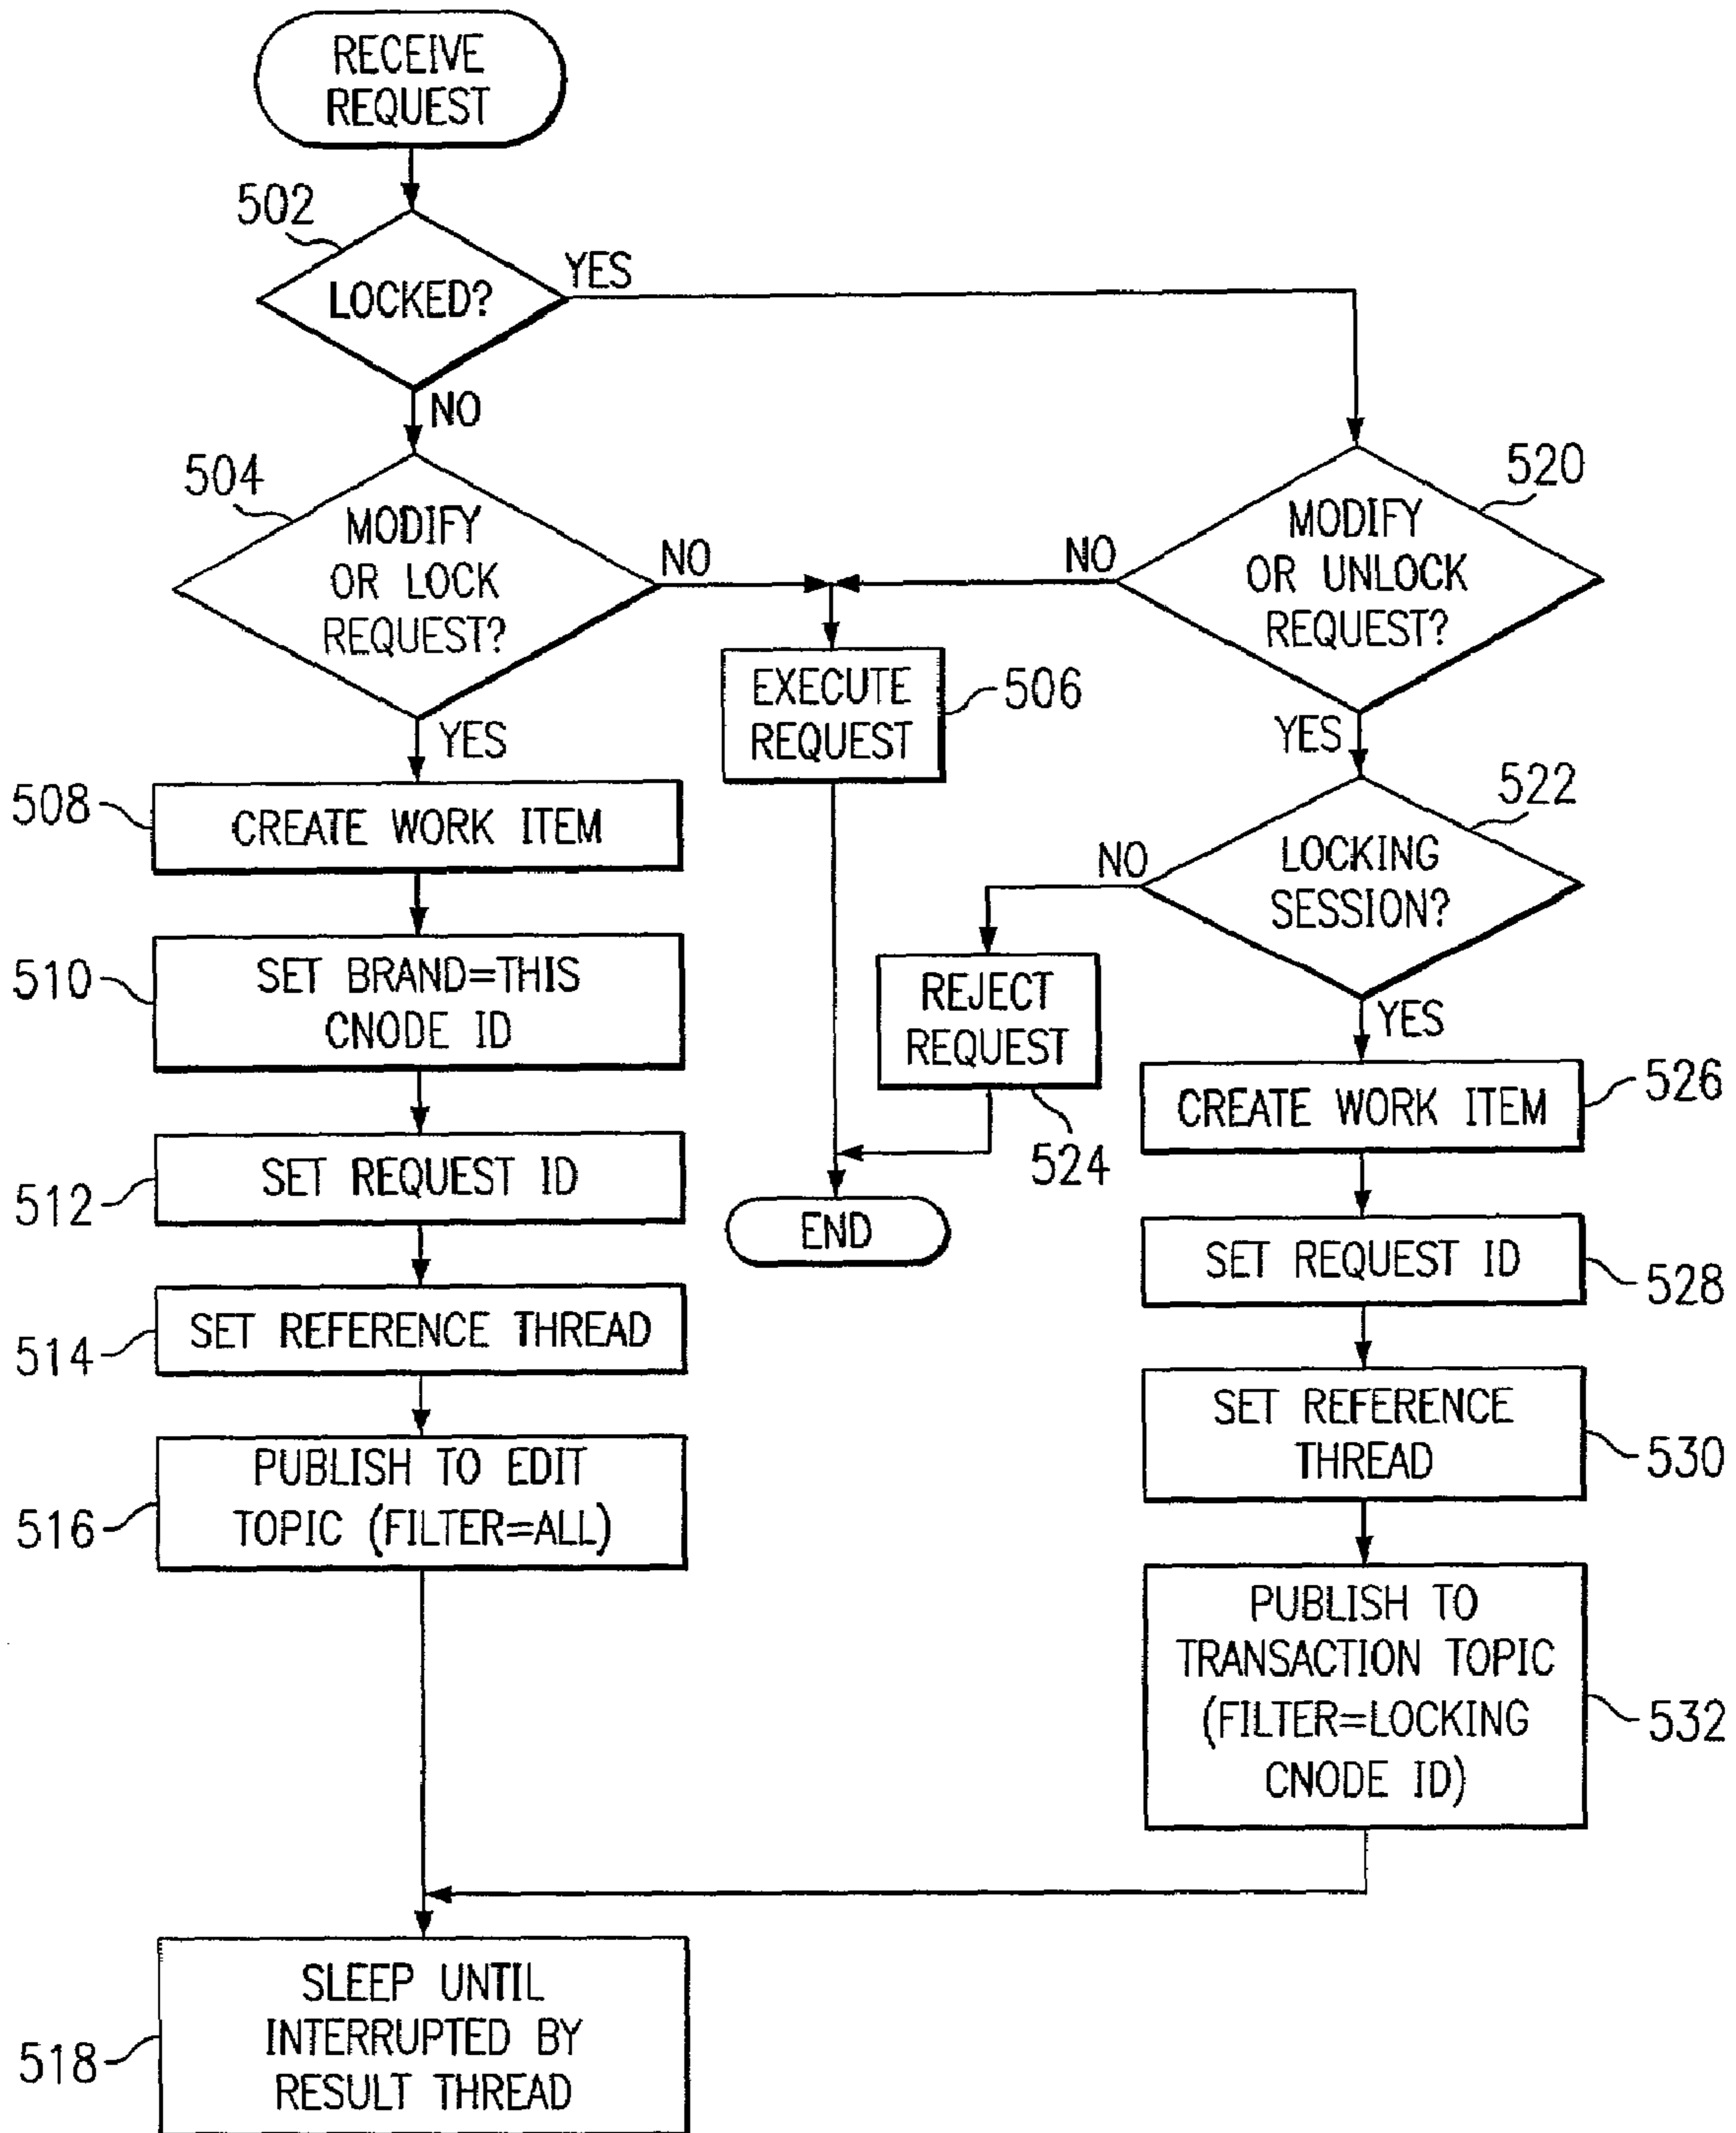 RECEIVE
REQUEST
502
LOCKED?
YES
NO
504
MODIFY
OR LOCK
REQUEST?
NO
YES
520
MODIFY
OR UNLOCK
REQUEST?
NO
YES
EXECUTE
REQUEST
506
508
CREATE WORK ITEM
522
LOCKING
SESSION?
NO
YES
510
SET BRAND=THIS
CNODE ID
REJECT
REQUEST
524
526
CREATE WORK ITEM
512
SET REQUEST ID
END
SET REQUEST ID
528
514
SET REFERENCE THREAD
SET REFERENCE
THREAD
530
516
PUBLISH TO EDIT
TOPIC (FILTER=ALL)
PUBLISH TO
TRANSACTION TOPIC
(FILTER=LOCKING
CNODE ID)
532
518
SLEEP UNTIL
INTERRUPTED BY
RESULT THREAD